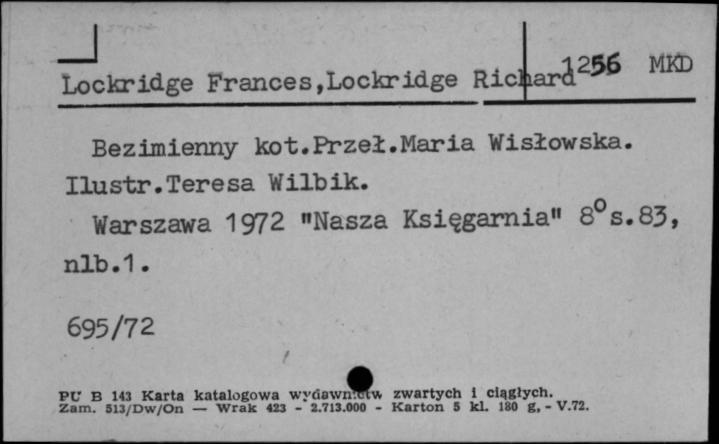 1256 MKD
Lockridge Frances,Lockridge Richard
Bezimienny kot.Przeł.Maria Wisłowska.
Ilustr.Teresa Wilbik.
Warszawa 1972 "Nasza Księgarnia" 8° s.83,
nlb.1.
695/72
PU B 143 Karta katalogowa wydawnictw zwartych i ciągłych.
Zam. 513/Dw/On — Wrak 423 - 2.713.000 - Karton 5 kl. 180 g, - V.72.